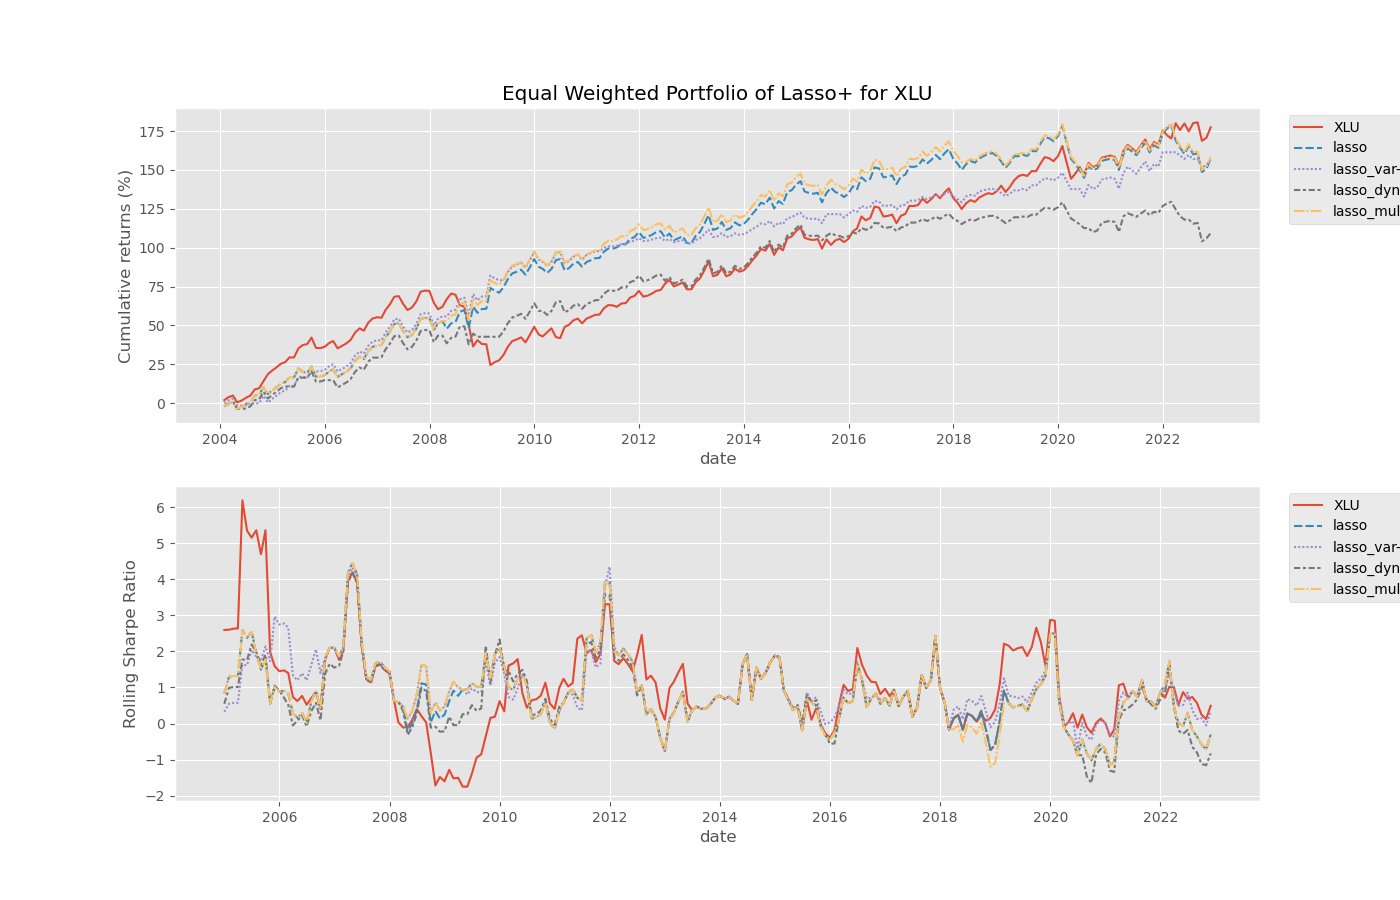 Equal Weighted Portfolio of Lasso+ for XLU
Cumulative returns (%)
175
150
125
100
75
50
25
0
2004 2006 2008 2010 2012 2014 2016 2018 2020 2022
date
XLU
lasso
lasso_var-
lasso_dyn
lasso_mul
Rolling Sharpe Ratio
6
5
4
3
2
1
0
−1
−2
2006 2008 2010 2012 2014 2016 2018 2020 2022
date
XLU
lasso
lasso_var-
lasso_dyn
lasso_mul